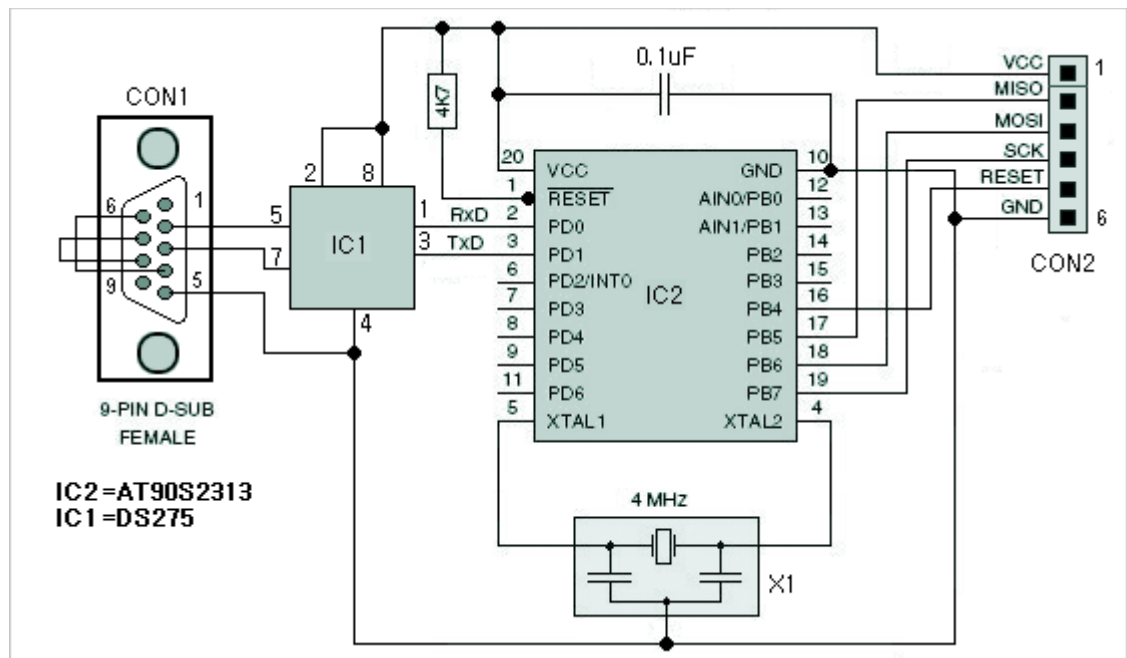 0.1uF
4K7
CON1
6
1
9
5
9-PIN D-SUB
FEMALE
IC2=AT90S2313
IC1=DS275
2
8
5
7
IC1
1
3
4
RxD
TxD
20
1
2
3
6
7
8
9
11
5
VCC
RESET
PD0
PD1
PD2/INT0
PD3
PD4
PD5
PD6
XTAL1
IC2
GND
AIN0/PB0
AIN1/PB1
PB2
PB3
PB4
PB5
PB6
PB7
XTAL2
10
12
13
14
15
16
17
18
19
4
VCC
MISO
MOSI
SCK
RESET
GND
1
6
CON2
4 MHz
X1